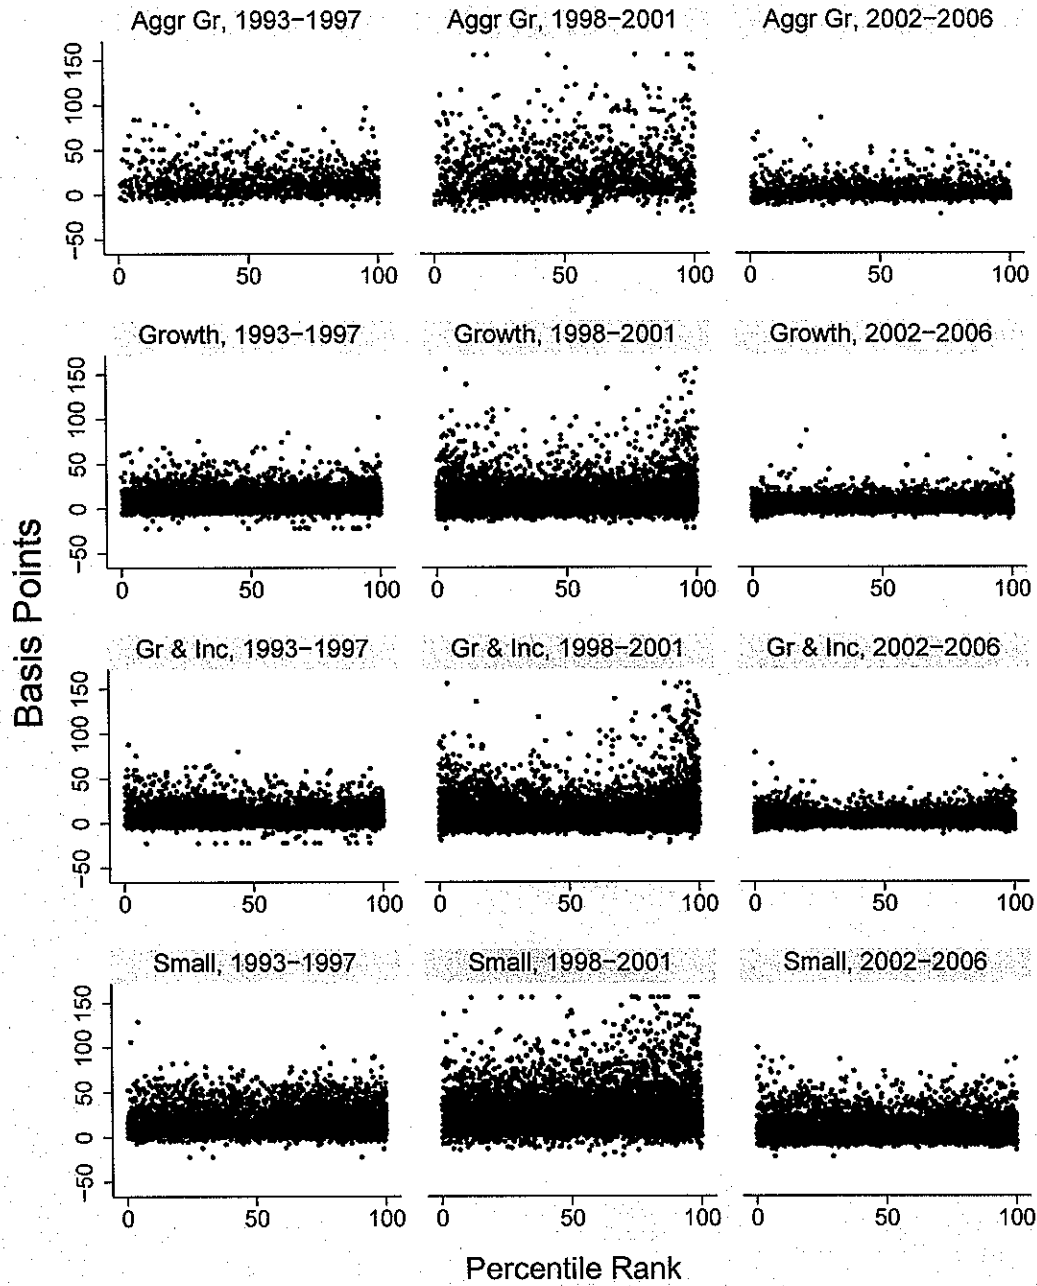 Aggr Gr, 1993−1997 Aggr Gr, 1998−2001 Aggr Gr, 2002−2006
−50 0 50 100 150
0 50 100 0 50 100 0 50 100
Growth, 1993−1997 Growth, 1998−2001 Growth, 2002−2006
−50 0 50 100 150
0 50 100 0 50 100 0 50 100
Basis Points
Gr & Inc, 1993−1997 Gr & Inc, 1998−2001 Gr & Inc, 2002−2006
−50 0 50 100 150
0 50 100 0 50 100 0 50 100
Small, 1993−1997 Small, 1998−2001 Small, 2002−2006
−50 0 50 100 150
0 50 100 0 50 100 0 50 100
Percentile Rank